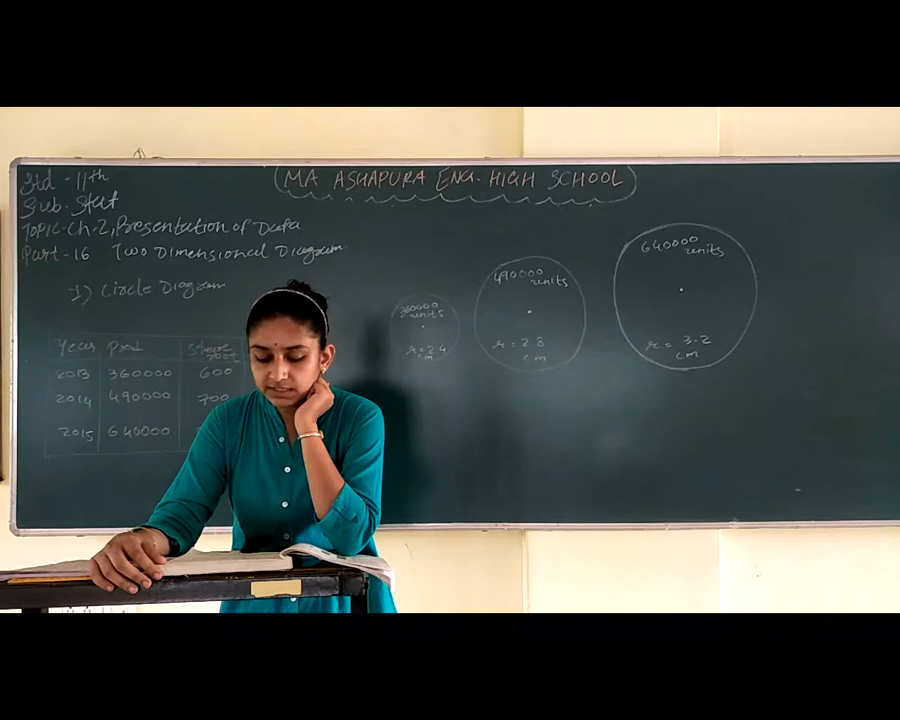 MA ASHAPURA ENG. HIGH SCHOOL
Std - 11th
Sub - Stat
Topic - Ch-2, Presentation of Data
Part - 16 Two Dimensional Diagram
1) Circle Diagram
Year Prod Square root
2013 360000 600
2014 490000 700
2015 640000
360000 units
r = 2.4 cm
490000 units
r = 2.8 cm
640000 units
r = 3.2 cm